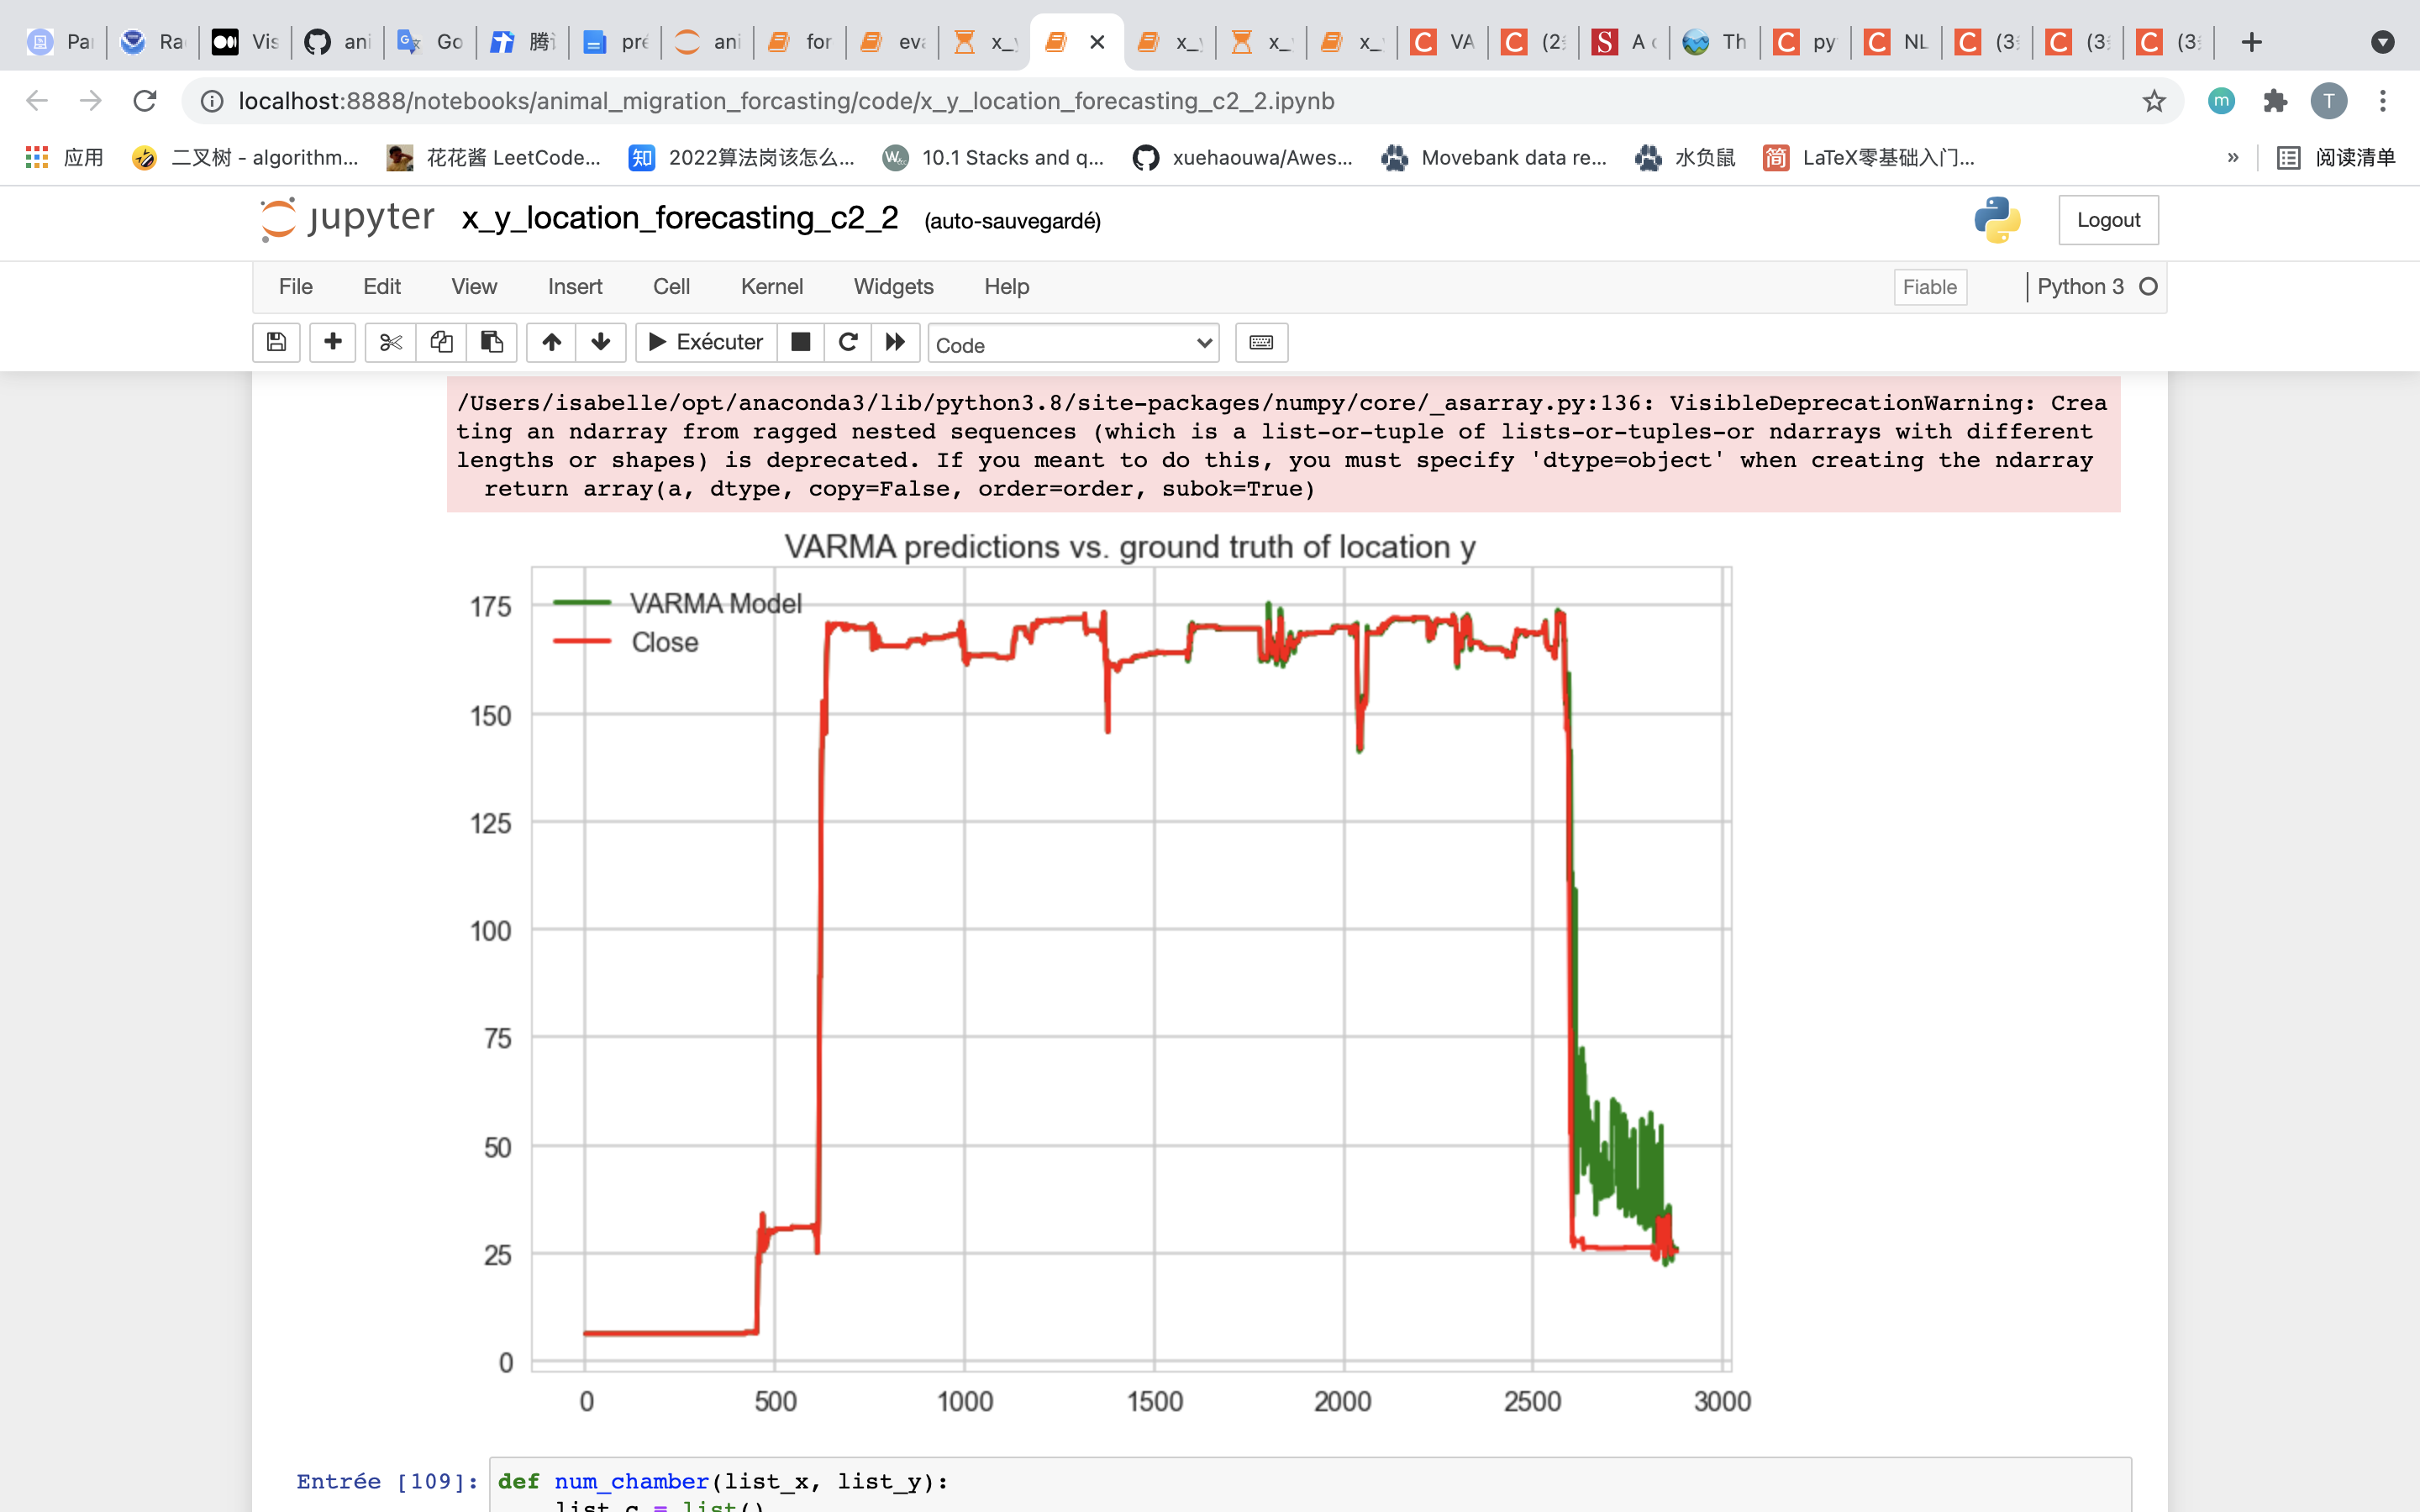 Pa Ra Vis ani Go 腾 pré ani for eva x_y x_y x_ x_ VA (2 A c Th py NL (3 (3 (3
localhost:8888/notebooks/animal_migration_forcasting/code/x_y_location_forecasting_c2_2.ipynb
m T
应用 二叉树 - algorithm... 花花酱 LeetCode... 知 2022算法岗该怎么... 10.1 Stacks and q... xuehaouwa/Awes... Movebank data re... 水负鼠 简 LaTeX零基础入门... » 阅读清单
jupyter x_y_location_forecasting_c2_2 (auto-sauvegardé) Logout
File Edit View Insert Cell Kernel Widgets Help Fiable Python 3
Exécuter Code
/Users/isabelle/opt/anaconda3/lib/python3.8/site-packages/numpy/core/_asarray.py:136: VisibleDeprecationWarning: Crea
ting an ndarray from ragged nested sequences (which is a list-or-tuple of lists-or-tuples-or ndarrays with different
lengths or shapes) is deprecated. If you meant to do this, you must specify 'dtype=object' when creating the ndarray
return array(a, dtype, copy=False, order=order, subok=True)
VARMA predictions vs. ground truth of location y
VARMA Model
Close
175
150
125
100
75
50
25
0
0 500 1000 1500 2000 2500 3000
Entrée [109]: def num_chamber(list_x, list_y):
list_c = list()